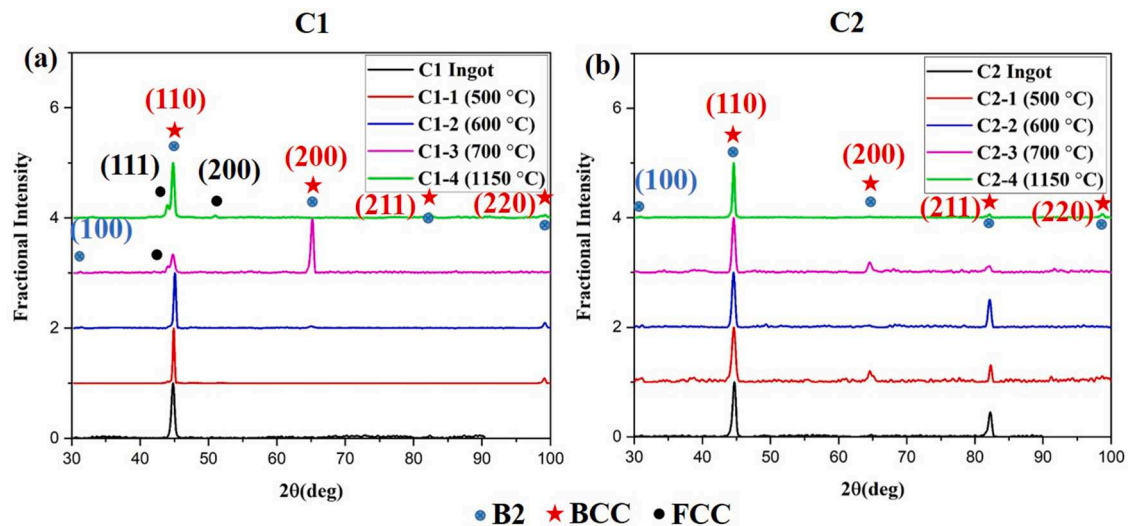 C1
C2
(a)
C1 Ingot
C1-1 (500 °C)
C1-2 (600 °C)
C1-3 (700 °C)
C1-4 (1150 °C)
(110)
(111)
(200)
(200)
(211)
(220)
(100)
6
4
2
0
30 40 50 60 70 80 90 100
Fractional Intensity
2θ(deg)
(b)
C2 Ingot
C2-1 (500 °C)
C2-2 (600 °C)
C2-3 (700 °C)
C2-4 (1150 °C)
(110)
(100)
(200)
(211)
(220)
6
4
2
0
30 40 50 60 70 80 90 100
Fractional Intensity
2θ(deg)
B2 BCC FCC